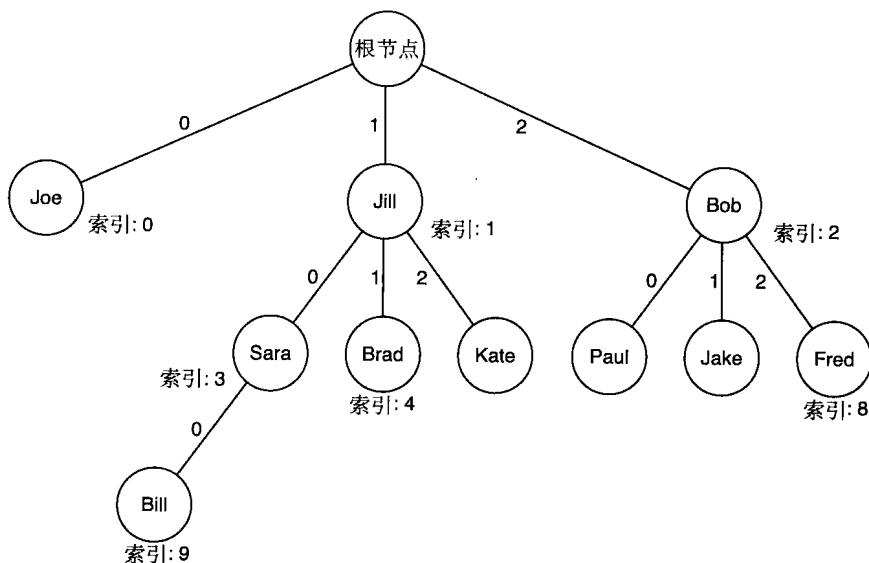 根节点
0
1
2
Joe
Jill
Bob
索引: 0
索引: 1
索引: 2
0
1
2
0
1
2
Sara
Brad
Kate
Paul
Jake
Fred
索引: 3
索引: 4
索引: 8
0
Bill
索引: 9